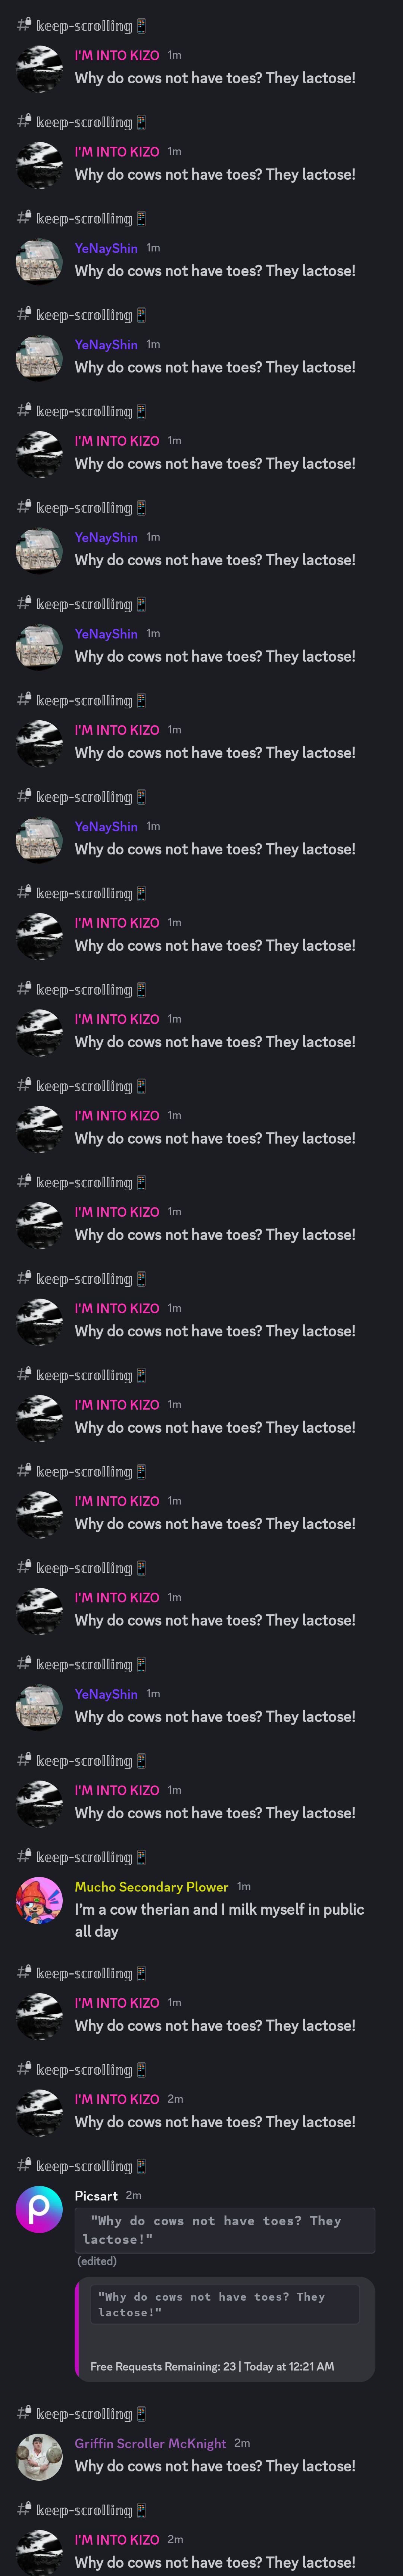 𝕜𝕖𝕖𝕡-𝕤𝕔𝕣𝕠𝕝𝕝𝕚𝕟𝕘📱
I'M INTO KIZO 1m
Why do cows not have toes? They lactose!
𝕜𝕖𝕖𝕡-𝕤𝕔𝕣𝕠𝕝𝕝𝕚𝕟𝕘📱
I'M INTO KIZO 1m
Why do cows not have toes? They lactose!
𝕜𝕖𝕖𝕡-𝕤𝕔𝕣𝕠𝕝𝕝𝕚𝕟𝕘📱
YeNayShin 1m
Why do cows not have toes? They lactose!
𝕜𝕖𝕖𝕡-𝕤𝕔𝕣𝕠𝕝𝕝𝕚𝕟𝕘📱
YeNayShin 1m
Why do cows not have toes? They lactose!
𝕜𝕖𝕖𝕡-𝕤𝕔𝕣𝕠𝕝𝕝𝕚𝕟𝕘📱
I'M INTO KIZO 1m
Why do cows not have toes? They lactose!
𝕜𝕖𝕖𝕡-𝕤𝕔𝕣𝕠𝕝𝕝𝕚𝕟𝕘📱
YeNayShin 1m
Why do cows not have toes? They lactose!
𝕜𝕖𝕖𝕡-𝕤𝕔𝕣𝕠𝕝𝕝𝕚𝕟𝕘📱
YeNayShin 1m
Why do cows not have toes? They lactose!
𝕜𝕖𝕖𝕡-𝕤𝕔𝕣𝕠𝕝𝕝𝕚𝕟𝕘📱
I'M INTO KIZO 1m
Why do cows not have toes? They lactose!
𝕜𝕖𝕖𝕡-𝕤𝕔𝕣𝕠𝕝𝕝𝕚𝕟𝕘📱
YeNayShin 1m
Why do cows not have toes? They lactose!
𝕜𝕖𝕖𝕡-𝕤𝕔𝕣𝕠𝕝𝕝𝕚𝕟𝕘📱
I'M INTO KIZO 1m
Why do cows not have toes? They lactose!
𝕜𝕖𝕖𝕡-𝕤𝕔𝕣𝕠𝕝𝕝𝕚𝕟𝕘📱
I'M INTO KIZO 1m
Why do cows not have toes? They lactose!
𝕜𝕖𝕖𝕡-𝕤𝕔𝕣𝕠𝕝𝕝𝕚𝕟𝕘📱
I'M INTO KIZO 1m
Why do cows not have toes? They lactose!
𝕜𝕖𝕖𝕡-𝕤𝕔𝕣𝕠𝕝𝕝𝕚𝕟𝕘📱
I'M INTO KIZO 1m
Why do cows not have toes? They lactose!
𝕜𝕖𝕖𝕡-𝕤𝕔𝕣𝕠𝕝𝕝𝕚𝕟𝕘📱
I'M INTO KIZO 1m
Why do cows not have toes? They lactose!
𝕜𝕖𝕖𝕡-𝕤𝕔𝕣𝕠𝕝𝕝𝕚𝕟𝕘📱
I'M INTO KIZO 1m
Why do cows not have toes? They lactose!
𝕜𝕖𝕖𝕡-𝕤𝕔𝕣𝕠𝕝𝕝𝕚𝕟𝕘📱
I'M INTO KIZO 1m
Why do cows not have toes? They lactose!
𝕜𝕖𝕖𝕡-𝕤𝕔𝕣𝕠𝕝𝕝𝕚𝕟𝕘📱
I'M INTO KIZO 1m
Why do cows not have toes? They lactose!
𝕜𝕖𝕖𝕡-𝕤𝕔𝕣𝕠𝕝𝕝𝕚𝕟𝕘📱
YeNayShin 1m
Why do cows not have toes? They lactose!
𝕜𝕖𝕖𝕡-𝕤𝕔𝕣𝕠𝕝𝕝𝕚𝕟𝕘📱
I'M INTO KIZO 1m
Why do cows not have toes? They lactose!
𝕜𝕖𝕖𝕡-𝕤𝕔𝕣𝕠𝕝𝕝𝕚𝕟𝕘📱
Mucho Secondary Plower 1m
I'm a cow therian and I milk myself in public
all day
𝕜𝕖𝕖𝕡-𝕤𝕔𝕣𝕠𝕝𝕝𝕚𝕟𝕘📱
I'M INTO KIZO 1m
Why do cows not have toes? They lactose!
𝕜𝕖𝕖𝕡-𝕤𝕔𝕣𝕠𝕝𝕝𝕚𝕟𝕘📱
I'M INTO KIZO 2m
Why do cows not have toes? They lactose!
𝕜𝕖𝕖𝕡-𝕤𝕔𝕣𝕠𝕝𝕝𝕚𝕟𝕘📱
Picsart 2m
"Why do cows not have toes? They
lactose!"
(edited)
"Why do cows not have toes? They
lactose!"
Free Requests Remaining: 23 | Today at 12:21 AM
𝕜𝕖𝕖𝕡-𝕤𝕔𝕣𝕠𝕝𝕝𝕚𝕟𝕘📱
Griffin Scroller McKnight 2m
Why do cows not have toes? They lactose!
𝕜𝕖𝕖𝕡-𝕤𝕔𝕣𝕠𝕝𝕝𝕚𝕟𝕘📱
I'M INTO KIZO 2m
Why do cows not have toes? They lactose!